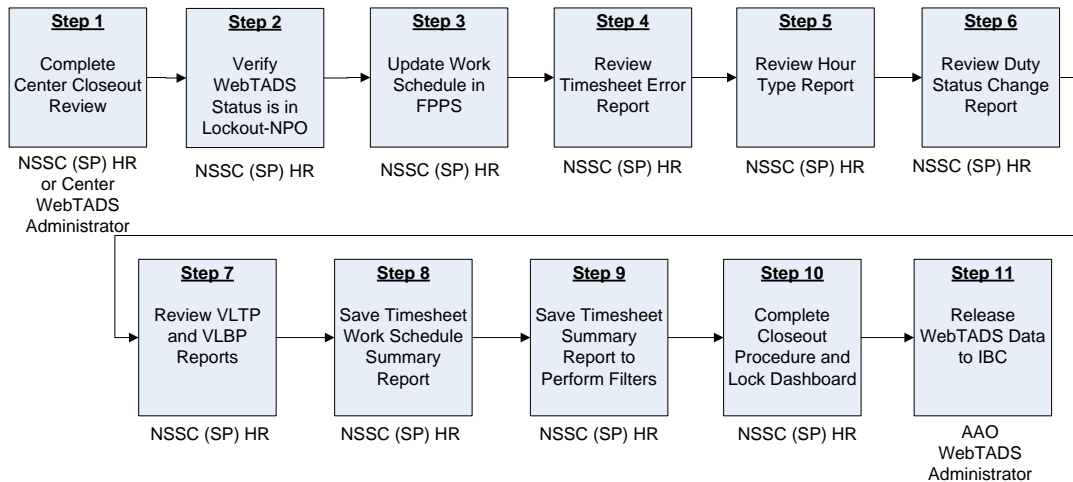 Step 1
Complete
Center Closeout
Review
NSSC (SP) HR
or Center
WebTADS
Administrator
Step 2
Verify
WebTADS
Status is in
Lockout-NPO
NSSC (SP) HR
Step 3
Update Work
Schedule in
FPPS
NSSC (SP) HR
Step 4
Review
Timesheet Error
Report
NSSC (SP) HR
Step 5
Review Hour
Type Report
NSSC (SP) HR
Step 6
Review Duty
Status Change
Report
NSSC (SP) HR
Step 7
Review VLTP
and VLBP
Reports
NSSC (SP) HR
Step 8
Save Timesheet
Work Schedule
Summary
Report
NSSC (SP) HR
Step 9
Save Timesheet
Summary
Report to
Perform Filters
NSSC (SP) HR
Step 10
Complete
Closeout
Procedure and
Lock Dashboard
NSSC (SP) HR
Step 11
Release
WebTADS Data
to IBC
AAO
WebTADS
Administrator